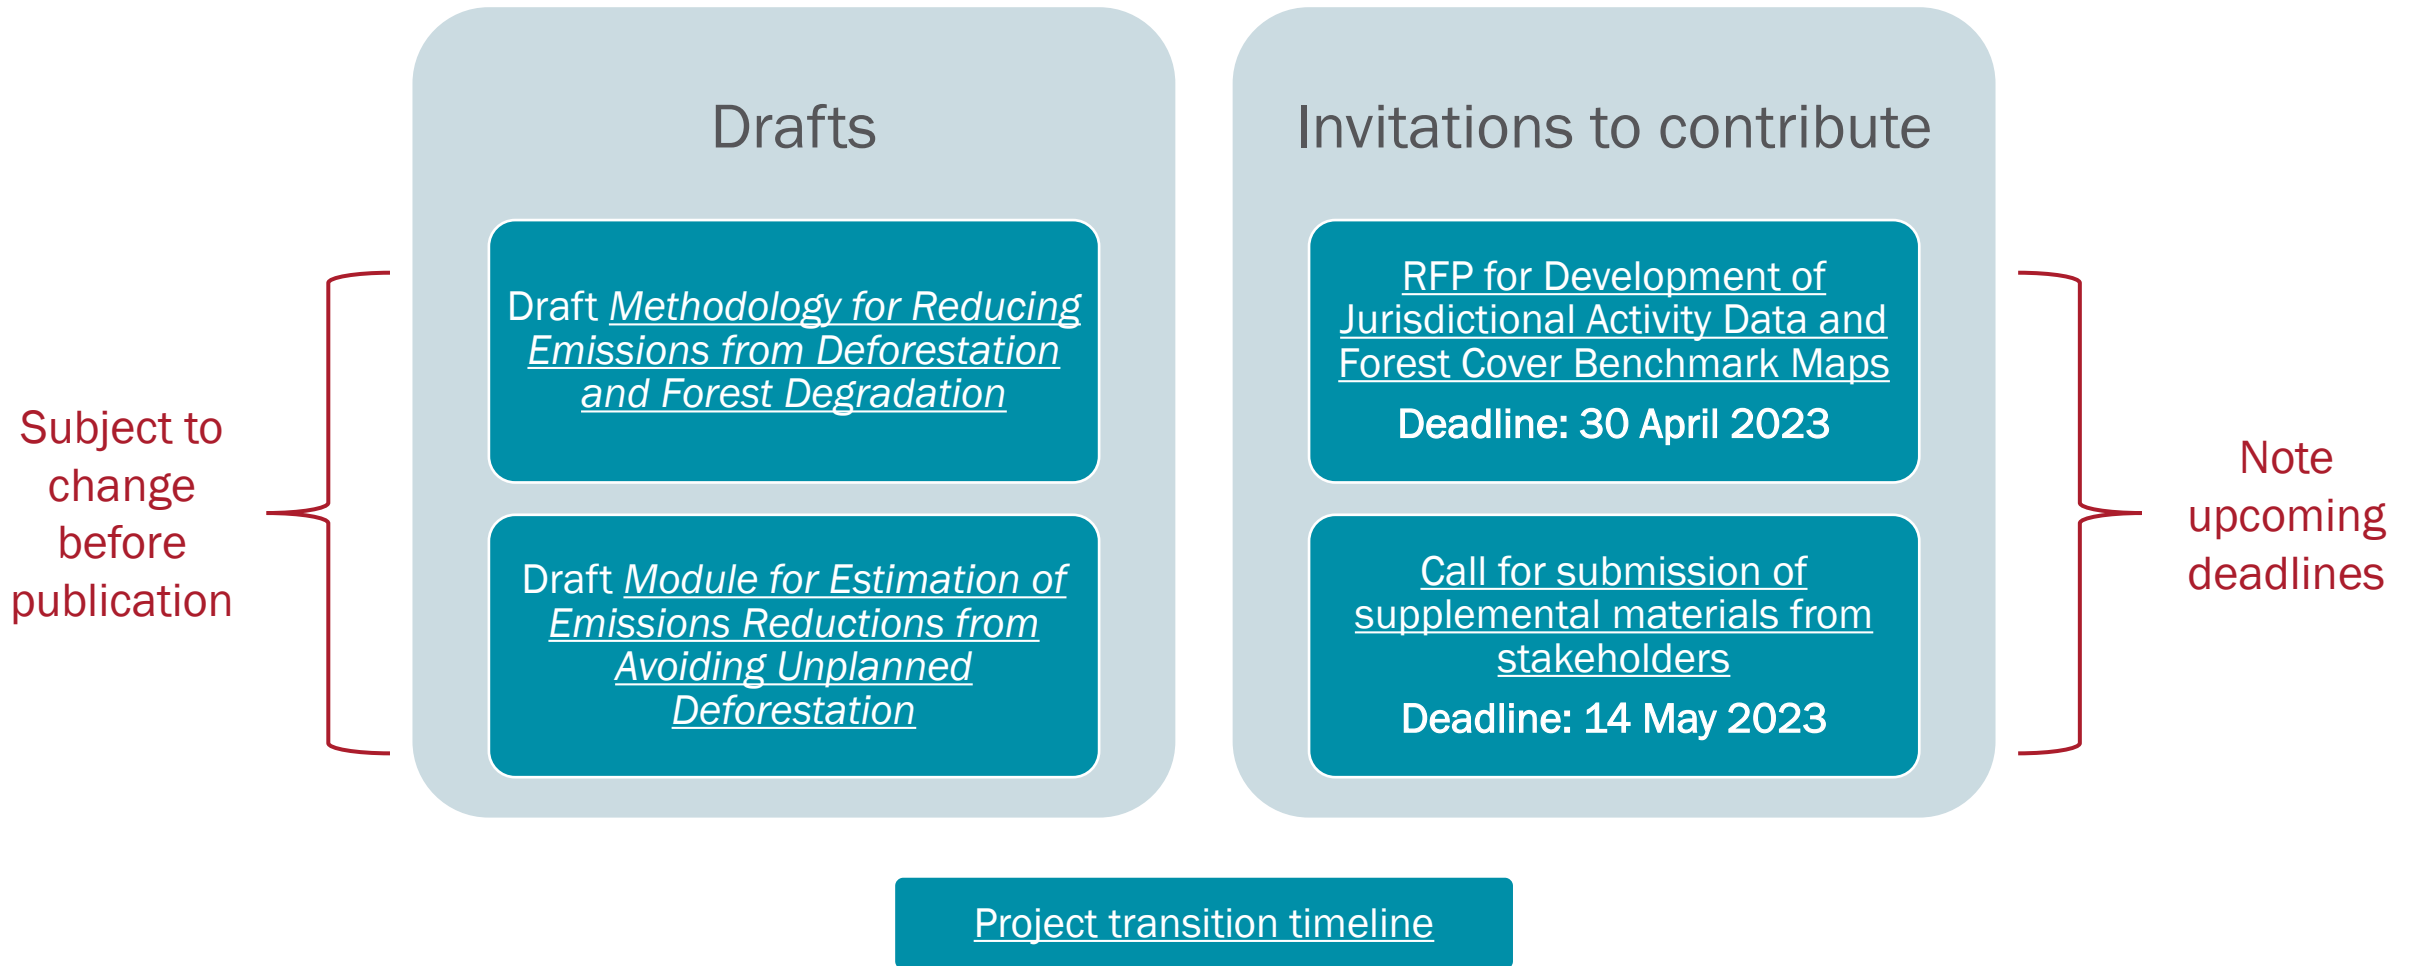 Drafts
Draft Methodology for Reducing
Emissions from Deforestation
and Forest Degradation
Draft Module for Estimation of
Emissions Reductions from
Avoiding Unplanned
Deforestation
Subject to
change
before
publication
Invitations to contribute
RFP for Development of
Jurisdictional Activity Data and
Forest Cover Benchmark Maps
Deadline: 30 April 2023
Call for submission of
supplemental materials from
stakeholders
Deadline: 14 May 2023
Note
upcoming
deadlines
Project transition timeline